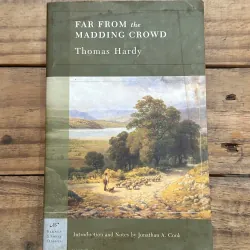 FAR FROM the
MADDING CROWD
Thomas Hardy
Introduction and Notes by Jonathan A. Cook